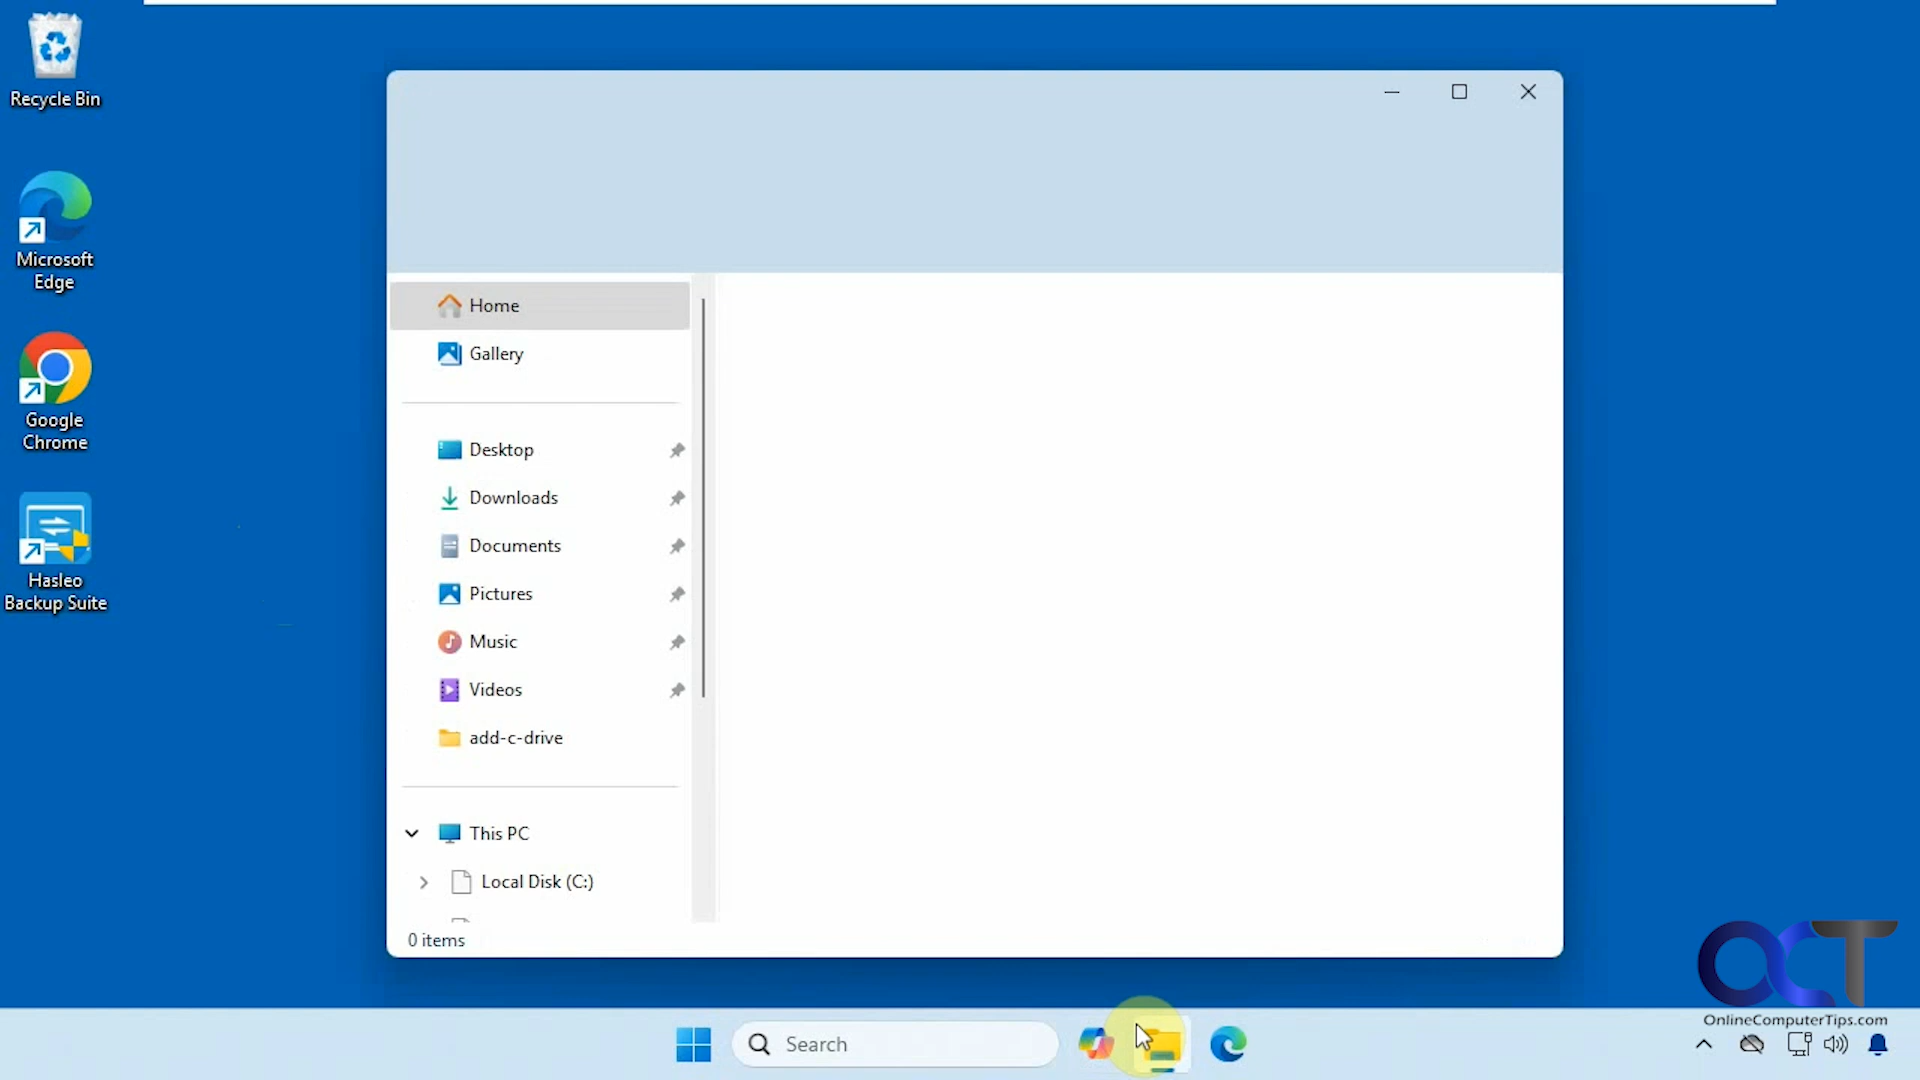 Recycle Bin
Microsoft
Edge
Google
Chrome
Hasleo
Backup Suite
Home
Gallery
Desktop
Downloads
Documents
Pictures
Music
Videos
add-c-drive
This PC
Local Disk (C:)
0 items
Search
OCT
OnlineComputerTips.com